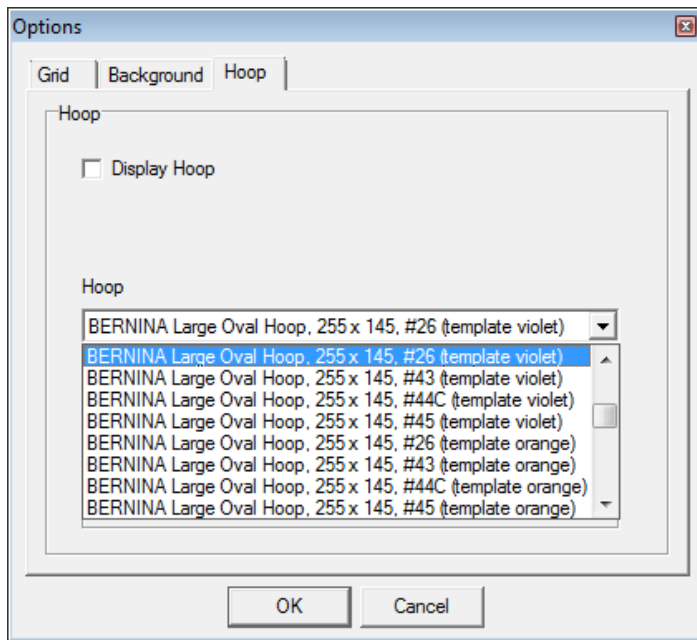 Options
Grid Background Hoop
Hoop
Display Hoop
Hoop
BERNINA Large Oval Hoop, 255 x 145, #26 (template violet)
BERNINA Large Oval Hoop, 255 x 145, #26 (template violet)
BERNINA Large Oval Hoop, 255 x 145, #43 (template violet)
BERNINA Large Oval Hoop, 255 x 145, #44C (template violet)
BERNINA Large Oval Hoop, 255 x 145, #45 (template violet)
BERNINA Large Oval Hoop, 255 x 145, #26 (template orange)
BERNINA Large Oval Hoop, 255 x 145, #43 (template orange)
BERNINA Large Oval Hoop, 255 x 145, #44C (template orange)
BERNINA Large Oval Hoop, 255 x 145, #45 (template orange)
OK Cancel